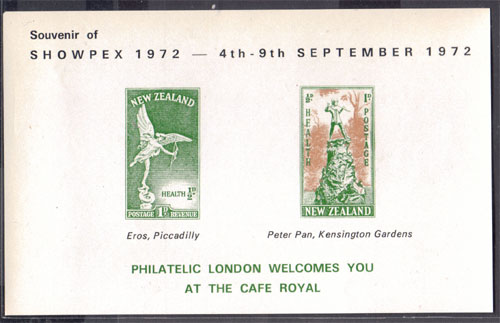 Souvenir of
SHOWPEX 1972 — 4th-9th SEPTEMBER 1972
NEW ZEALAND
HEALTH ½D
POSTAGE 1D REVENUE
½D 1D
HEALTH
POSTAGE
NEW ZEALAND
Eros, Piccadilly
Peter Pan, Kensington Gardens
PHILATELIC LONDON WELCOMES YOU
AT THE CAFE ROYAL